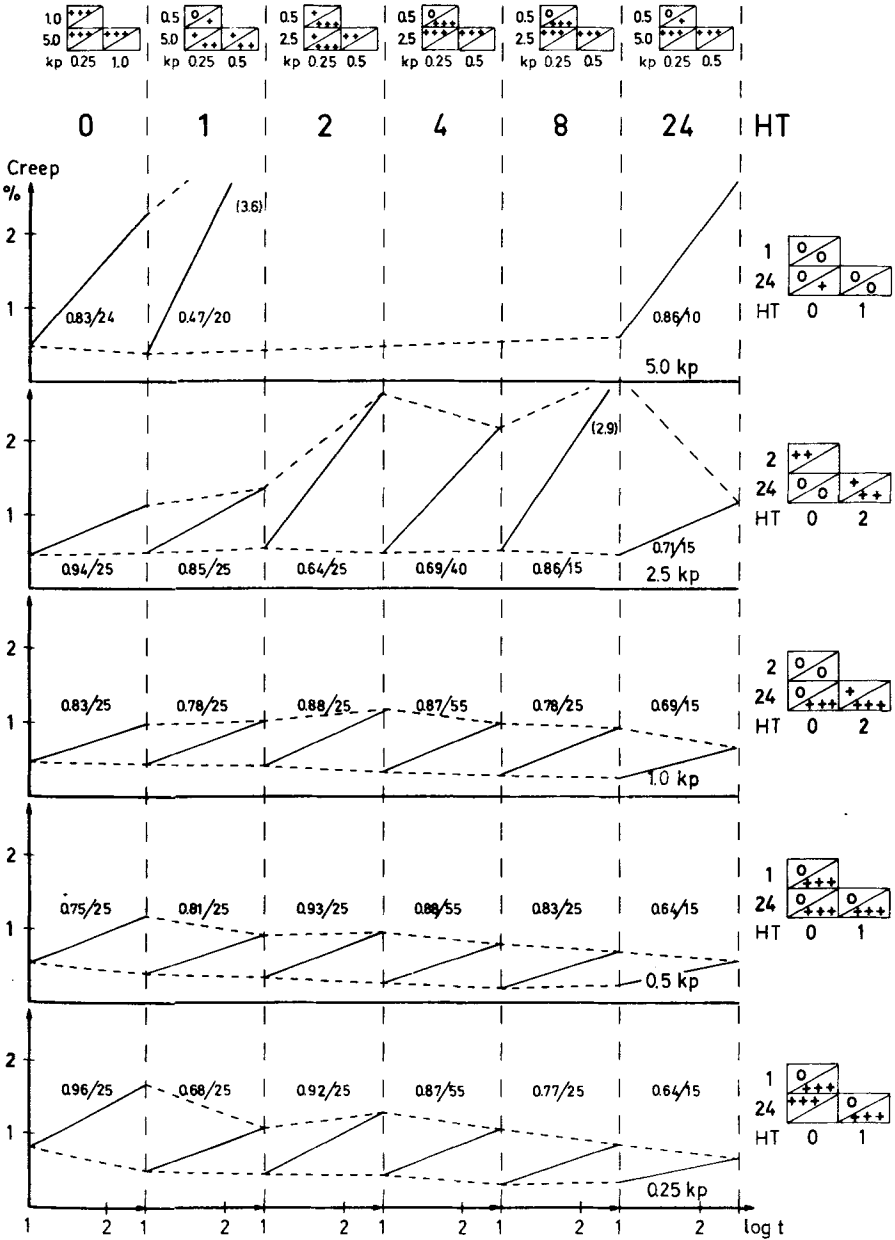 1.0 +++
5.0 +++ +++
kp 0.25 1.0
0.5 O +
5.0 + ++ + ++
kp 0.25 0.5
0.5 + +++
2.5 + +++ ++
kp 0.25 0.5
0.5 O +++
2.5 +++ +++
kp 0.25 0.5
0.5 O +++
2.5 +++ +++
kp 0.25 0.5
0.5 O +
5.0 +++ +++
kp 0.25 0.5
0 1 2 4 8 24 HT
Creep
%
2
1
(3.6)
0.83/24 0.47/20 0.86/10
5.0 kp
1 O O
24 O + O O
HT 0 1
2
1
(2.9)
0.94/25 0.85/25 0.64/25 0.69/40 0.86/15 0.71/15
2.5 kp
2 ++
24 O O + ++
HT 0 2
2
1
0.83/25 0.78/25 0.88/25 0.87/55 0.78/25 0.69/15
1.0 kp
2 O O
24 O +++ + +++
HT 0 2
2
1
0.75/25 0.81/25 0.93/25 0.88/55 0.83/25 0.64/15
0.5 kp
1 O +++
24 O +++ O +++
HT 0 1
2
1
0.96/25 0.68/25 0.92/25 0.87/55 0.77/25 0.64/15
0.25 kp
1 O +++
24 +++ O +++
HT 0 1
1 2 1 2 1 2 1 2 1 2 1 2 log t